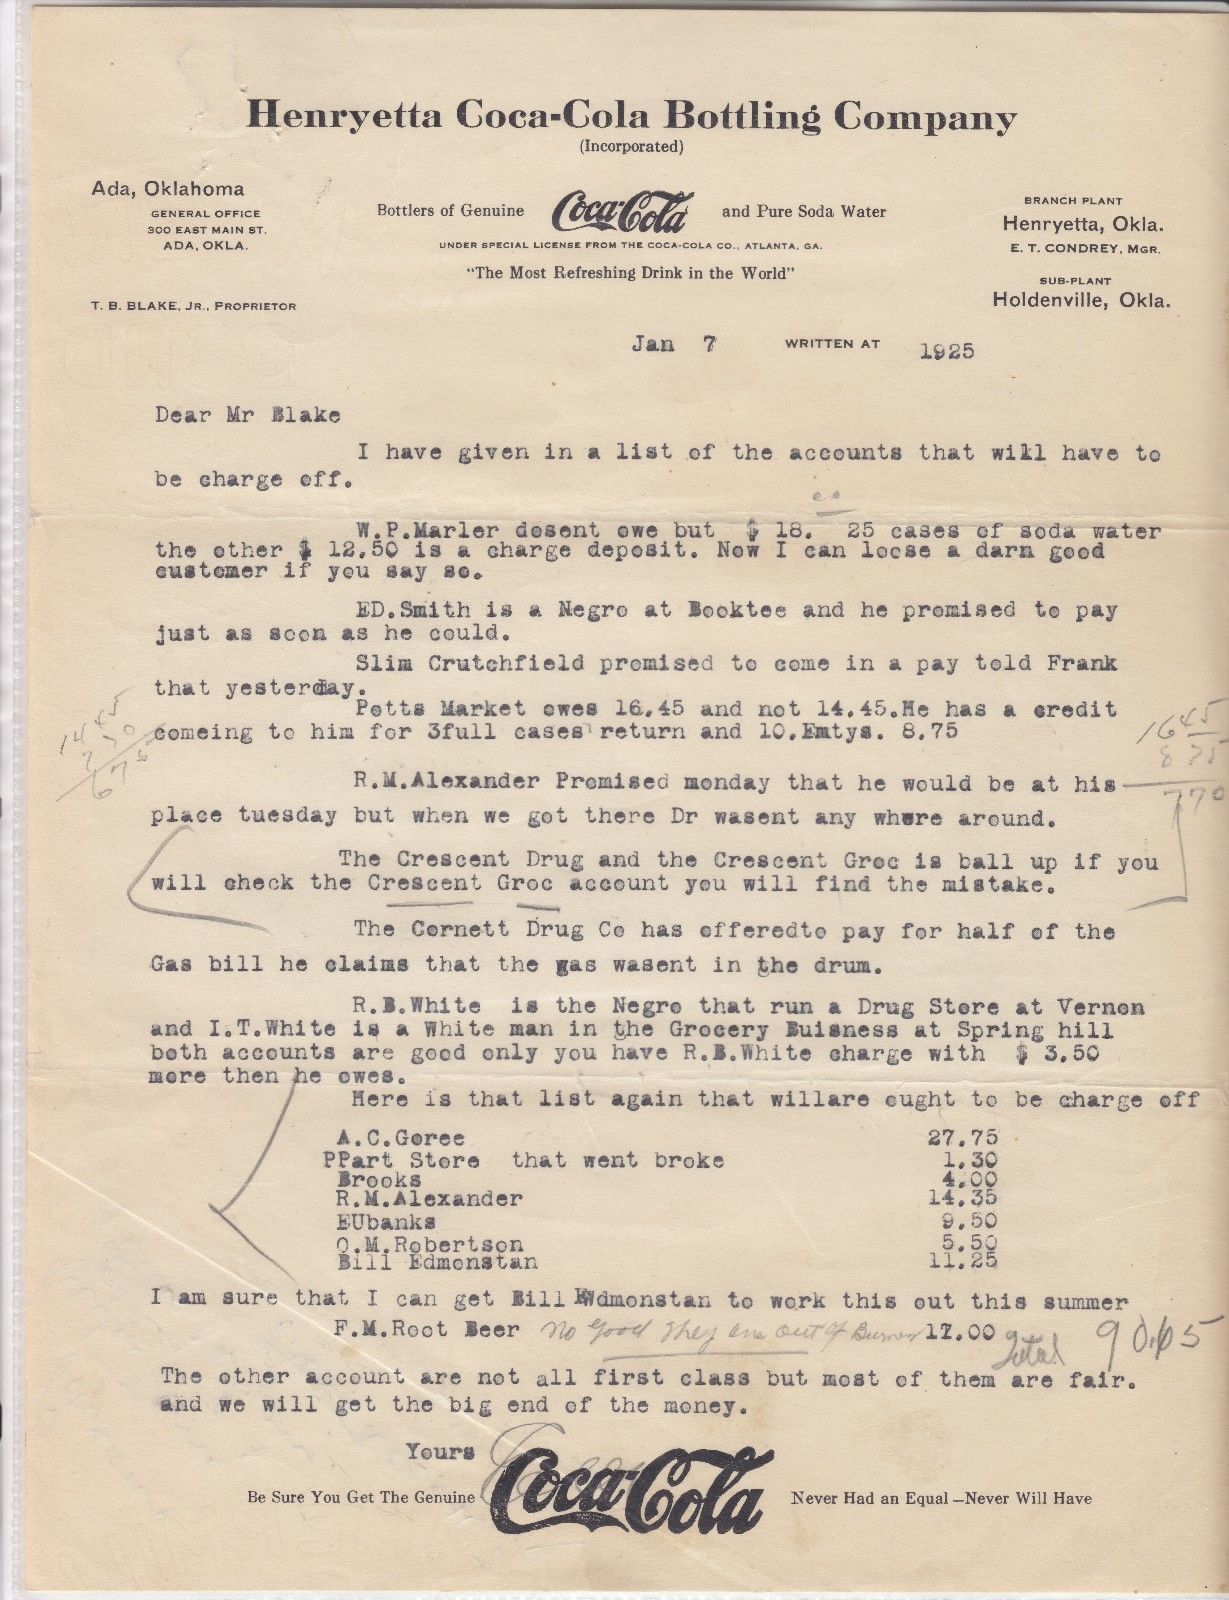 Henryetta Coca-Cola Bottling Company
(Incorporated)
Ada, Oklahoma
GENERAL OFFICE
300 EAST MAIN ST.
ADA, OKLA.
T. B. BLAKE, JR., PROPRIETOR
Bottlers of Genuine Coca-Cola and Pure Soda Water
UNDER SPECIAL LICENSE FROM THE COCA-COLA CO., ATLANTA, GA.
"The Most Refreshing Drink in the World"
BRANCH PLANT
Henryetta, Okla.
E. T. CONDREY, MGR.
SUB-PLANT
Holdenville, Okla.
Jan 7 WRITTEN AT 1925
Dear Mr Blake
I have given in a list of the accounts that will have to
be charge off.
W.P.Marler dosent owe but $ 18. 25 cases of soda water
the other $ 12.50 is a charge deposit. Now I can loose a darn good
customer if you say so.
ED.Smith is a Negro at Booktee and he promised to pay
just as soon as he could.
Slim Crutchfield promised to come in a pay told Frank
that yesterday.
Potts Market owes 16.45 and not 14.45.He has a credit
comeing to him for 3full cases return and 10.Emtys. 8.75
1645
875
770
R.M.Alexander Promised monday that he would be at his
place tuesday but when we got there Dr wasent any where around.
The Crescent Drug and the Crescent Groc is ball up if you
will check the Crescent Groc account you will find the mistake.
The Cornett Drug Co has offeredto pay for half of the
Gas bill he claims that the gas wasent in the drum.
R.B.White is the Negro that run a Drug Store at Vernon
and I.T.White is a White man in the Grocery Buisness at Spring hill
both accounts are good only you have R.B.White charge with $ 3.50
more then he owes.
Here is that list again that willare ought to be charge off
A.C.Goree 27.75
PPart Store that went broke 1.30
Brooks 4.00
R.M.Alexander 14.35
EUbanks 9.50
O.M.Robertson 5.50
Bill Edmonstan 11.25
I am sure that I can get Bill Edmonstan to work this out this summer
F.M.Root Beer No Good They are out of 17.00 Total 90.65
The other account are not all first class but most of them are fair.
and we will get the big end of the money.
Yours
Be Sure You Get The Genuine Coca-Cola Never Had an Equal—Never Will Have